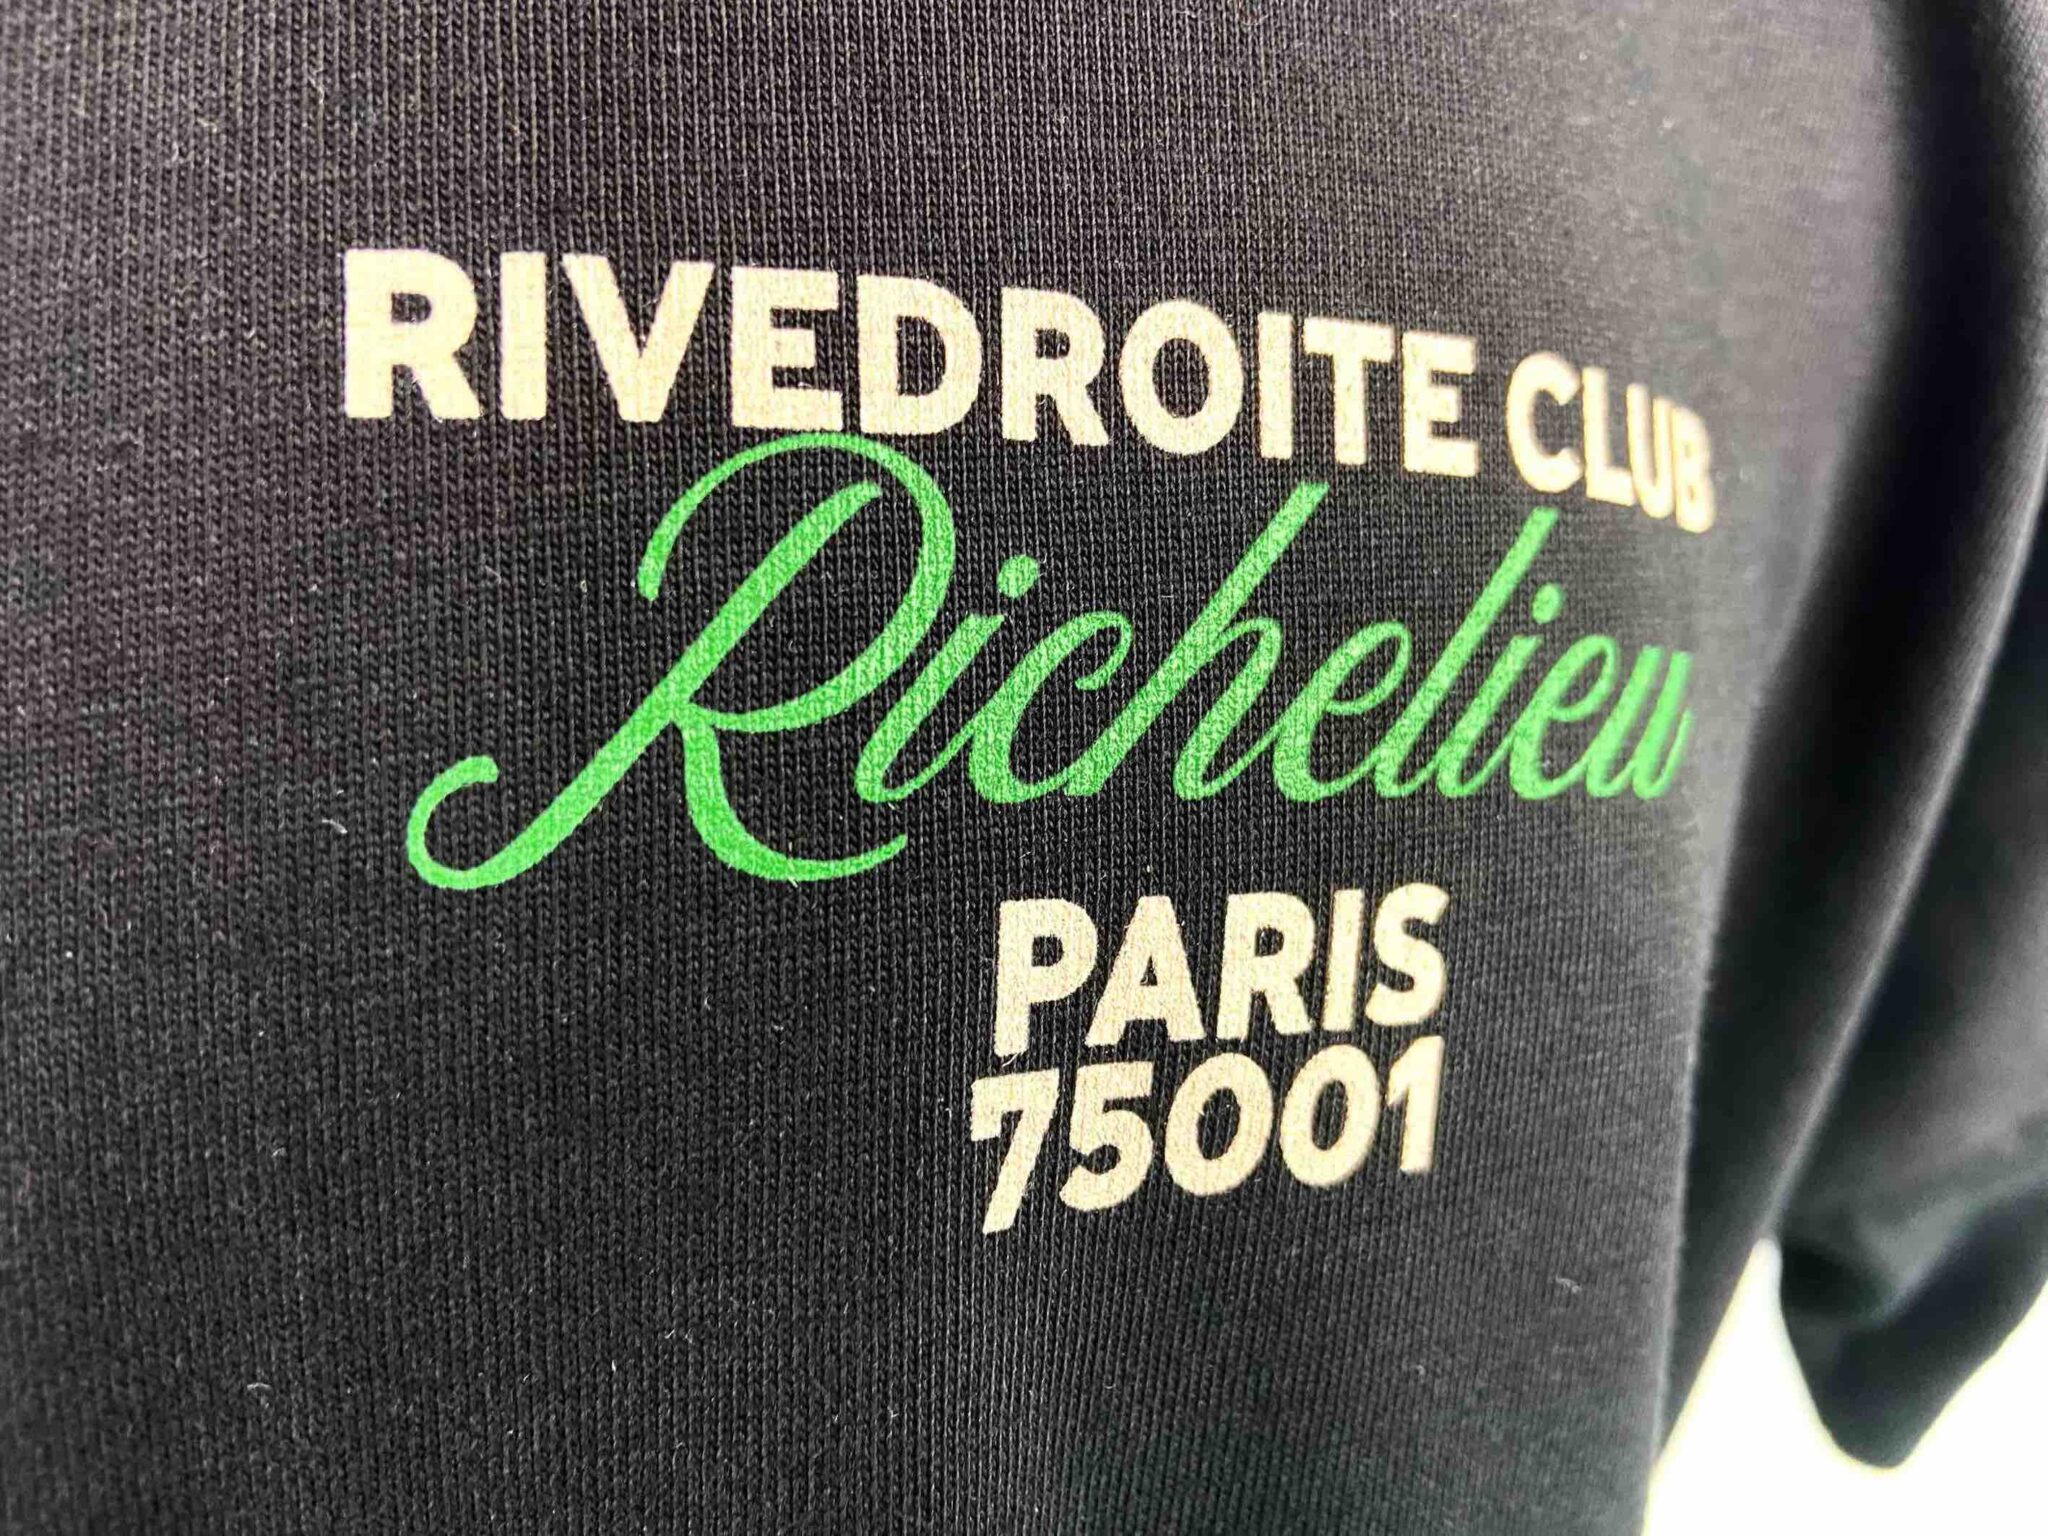 RIVEDROITE CLUB
Richelieu
PARIS
75001